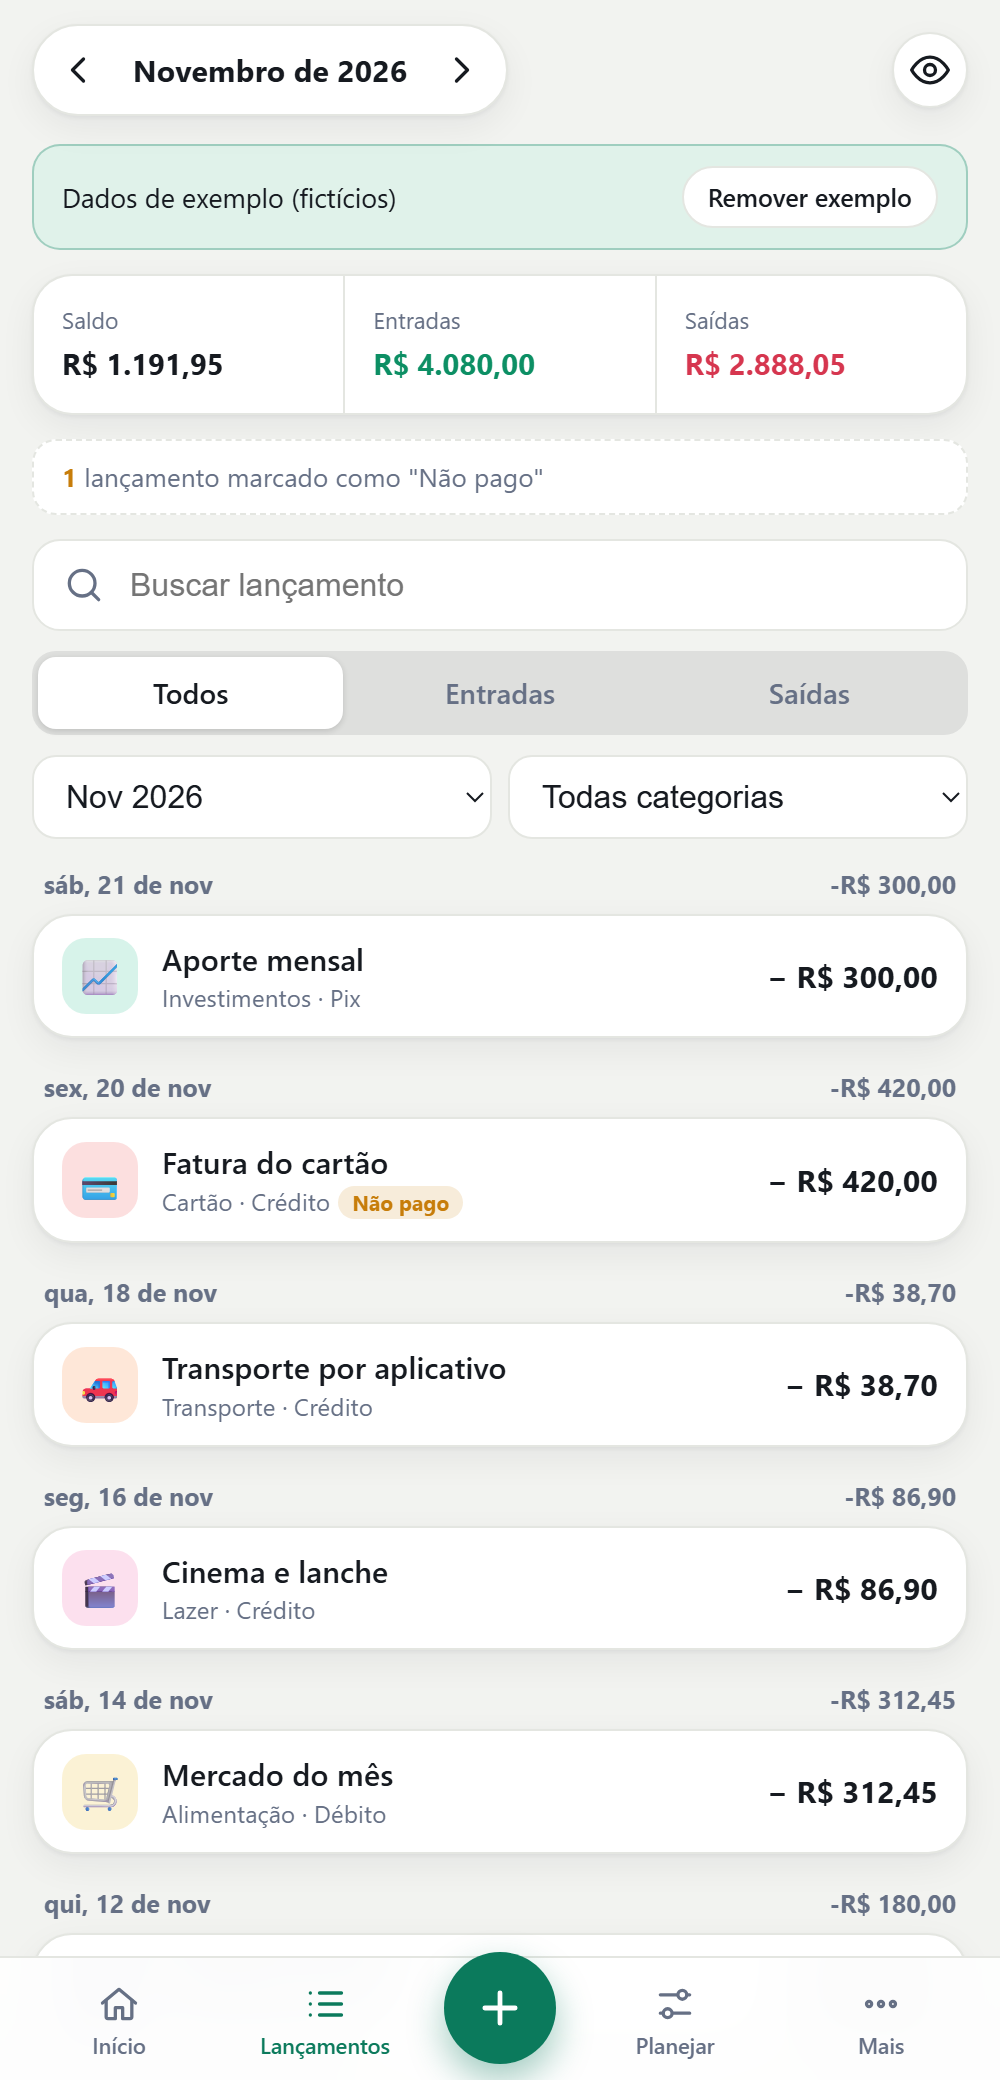 Novembro de 2026
Dados de exemplo (fictícios)
Remover exemplo
Saldo
R$ 1.191,95
Entradas
R$ 4.080,00
Saídas
R$ 2.888,05
1 lançamento marcado como "Não pago"
Buscar lançamento
Todos
Entradas
Saídas
Nov 2026
Todas categorias
sáb, 21 de nov
-R$ 300,00
Aporte mensal
Investimentos · Pix
– R$ 300,00
sex, 20 de nov
-R$ 420,00
Fatura do cartão
Cartão · Crédito Não pago
– R$ 420,00
qua, 18 de nov
-R$ 38,70
Transporte por aplicativo
Transporte · Crédito
– R$ 38,70
seg, 16 de nov
-R$ 86,90
Cinema e lanche
Lazer · Crédito
– R$ 86,90
sáb, 14 de nov
-R$ 312,45
Mercado do mês
Alimentação · Débito
– R$ 312,45
qui, 12 de nov
-R$ 180,00
Início
Lançamentos
Planejar
Mais